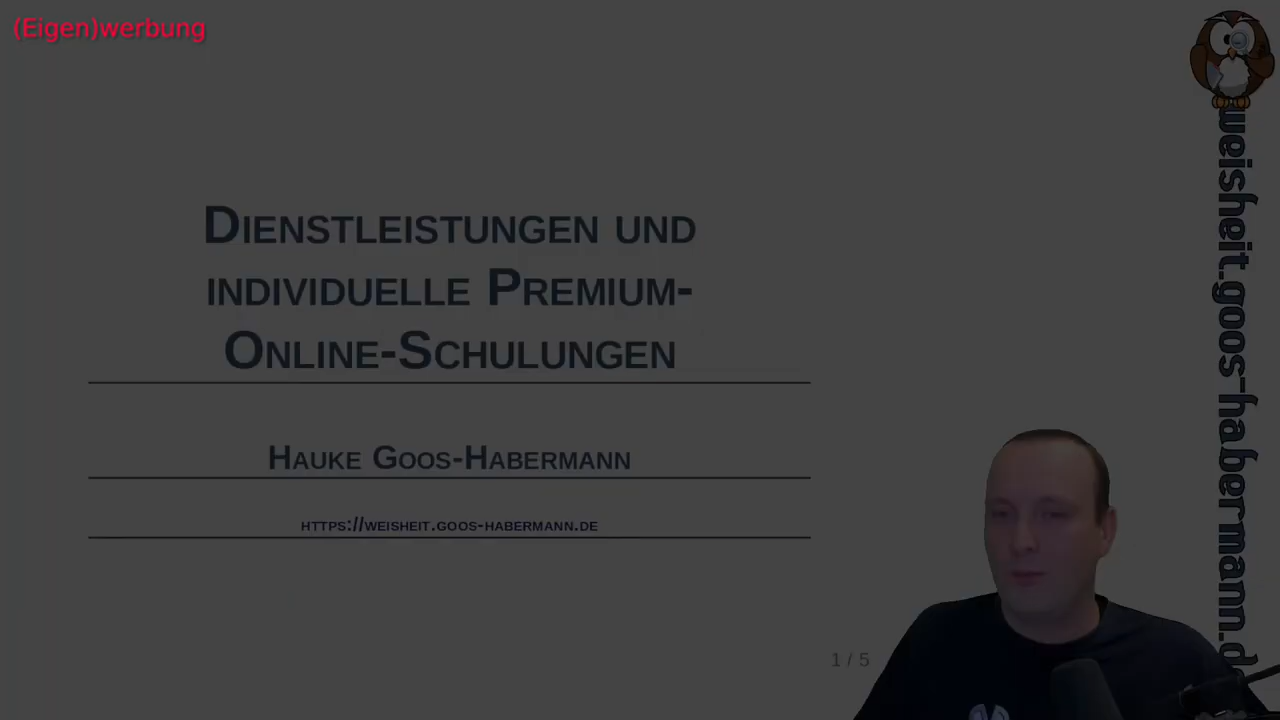 (Eigen)werbung
Dienstleistungen und
individuelle Premium-
Online-Schulungen
Hauke Goos-Habermann
https://weisheit.goos-habermann.de
1 / 5
weisheit.goos-habermann.de